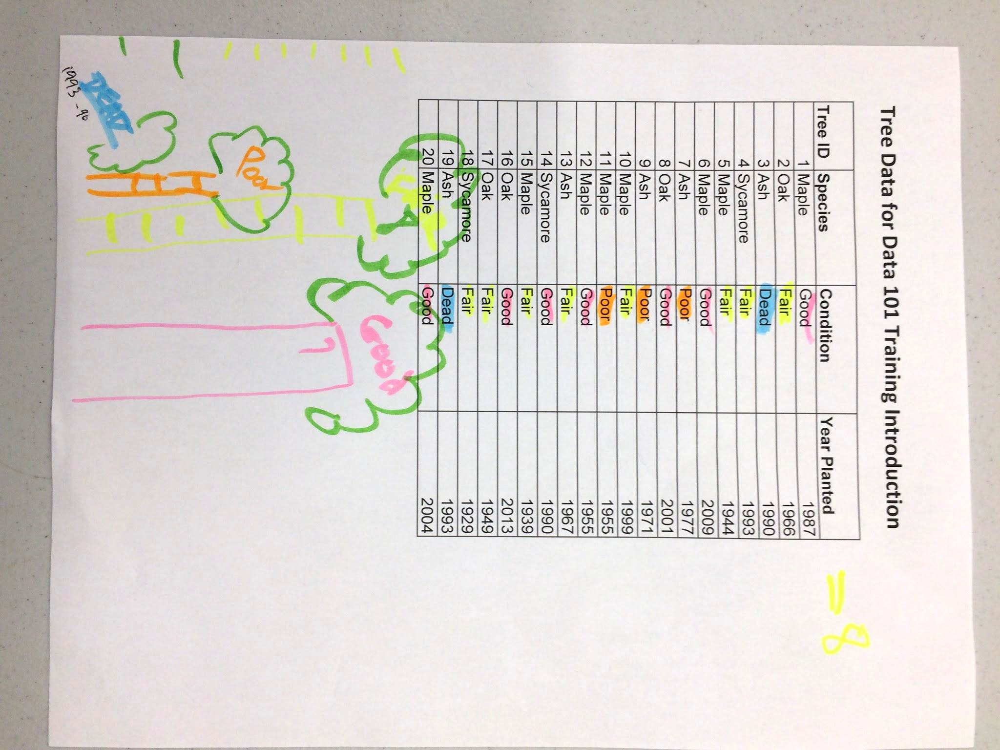 Tree Data for Data 101 Training Introduction
= 8
Tree ID Species Condition Year Planted
1 Maple Good 1987
2 Oak Fair 1966
3 Ash Dead 1990
4 Sycamore Fair 1993
5 Maple Fair 1944
6 Maple Good 2009
7 Ash Poor 1977
8 Oak Good 2001
9 Ash Poor 1971
10 Maple Fair 1999
11 Maple Poor 1955
12 Maple Good 1955
13 Ash Fair 1967
14 Sycamore Good 1990
15 Maple Fair 1939
16 Oak Good 2013
17 Oak Fair 1949
18 Sycamore Fair 1929
19 Ash Dead 1993
20 Maple Good 2004
Good
7
Poor
DEAD
1993 - 90